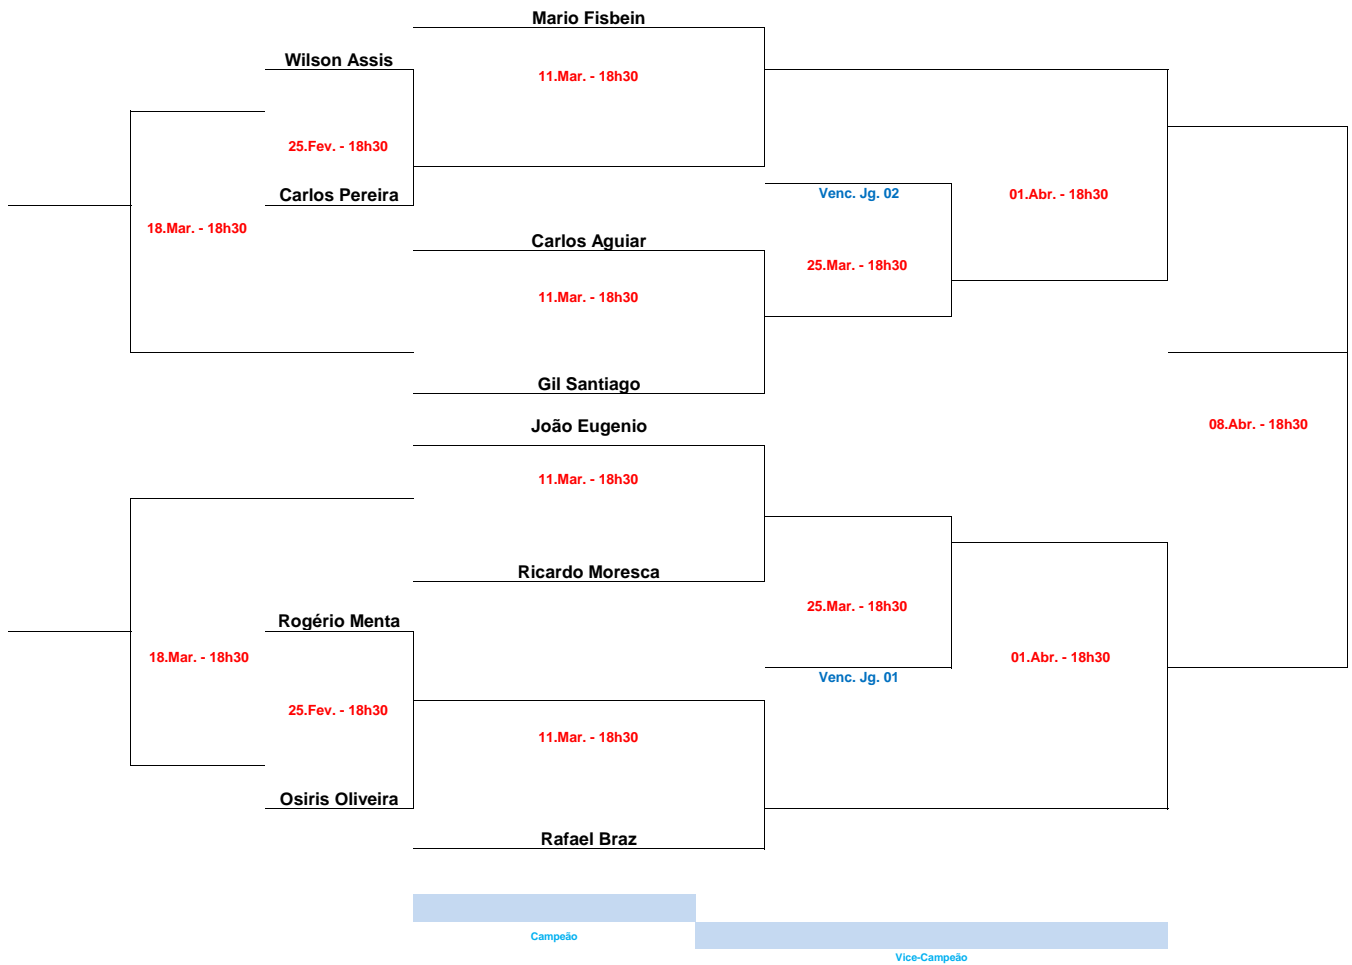 Mario Fisbein
Wilson Assis
11.Mar. - 18h30
25.Fev. - 18h30
Carlos Pereira
Venc. Jg. 02
01.Abr. - 18h30
18.Mar. - 18h30
Carlos Aguiar
25.Mar. - 18h30
11.Mar. - 18h30
Gil Santiago
João Eugenio
08.Abr. - 18h30
11.Mar. - 18h30
Ricardo Moresca
25.Mar. - 18h30
Rogério Menta
18.Mar. - 18h30
01.Abr. - 18h30
Venc. Jg. 01
25.Fev. - 18h30
11.Mar. - 18h30
Osiris Oliveira
Rafael Braz
Campeão
Vice-Campeão